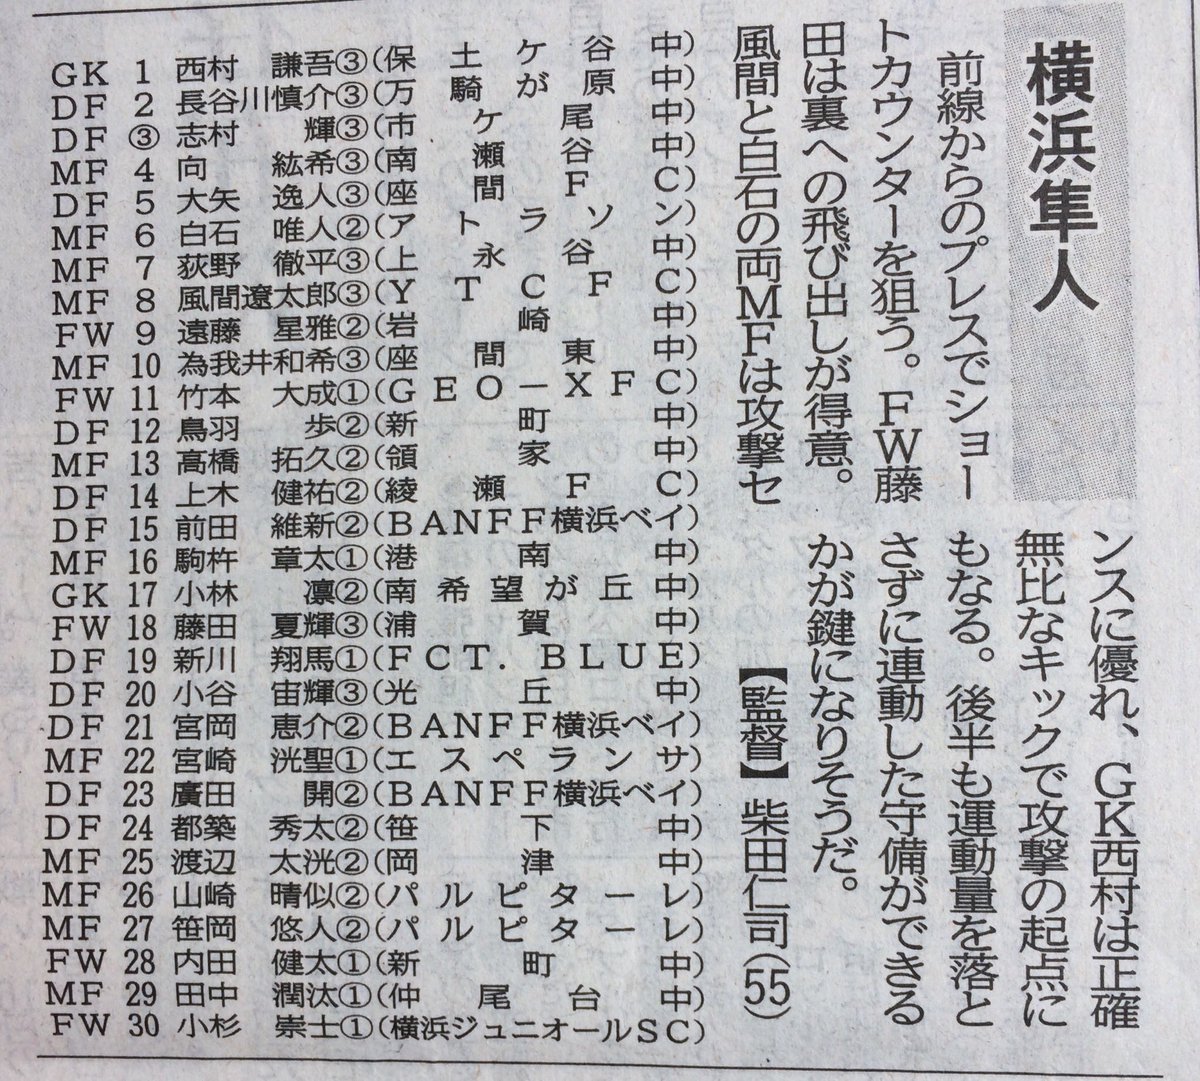 横浜隼人
前線からのプレスでショー
トカウンターを狙う。FW藤
田は裏への飛び出しが得意。
風間と白石の両MFは攻撃セ
ンスに優れ、GK西村は正確
無比なキックで攻撃の起点に
もなる。後半も運動量を落と
さずに連動した守備ができる
かが鍵になりそうだ。
【監督】柴田仁司(55)
GK 1 西村 謙吾③(保土ケ谷中)
DF 2 長谷川慎介③(万騎が原中)
DF ③ 志村 輝③(市ケ尾中)
MF 4 向 紘希③(南瀬谷中)
DF 5 大矢 逸人③(座間FC)
MF 6 白石 唯人②(アトラソン)
MF 7 荻野 徹平③(上永谷中)
MF 8 風間遼太郎③(YTCFC)
FW 9 遠藤 星雅②(岩崎中)
MF 10 為我井和希③(座間東中)
FW 11 竹本 大成①(GEO―XFC)
DF 12 鳥羽 歩②(新町中)
MF 13 高橋 拓久②(領家中)
DF 14 上木 健祐②(綾瀬FC)
DF 15 前田 維新②(BANFF横浜ベイ)
MF 16 駒杵 章太①(港南中)
GK 17 小林 凛②(南希望が丘中)
FW 18 藤田 夏輝③(浦賀中)
DF 19 新川 翔馬①(FCT.BLUE)
DF 20 小谷 宙輝③(光丘中)
DF 21 宮岡 恵介②(BANFF横浜ベイ)
MF 22 宮崎 洸聖①(エスペランサ)
DF 23 廣田 開②(BANFF横浜ベイ)
DF 24 都築 秀太②(笹下中)
MF 25 渡辺 太洸②(岡津中)
MF 26 山崎 晴似②(パルピターレ)
MF 27 笹岡 悠人②(パルピターレ)
FW 28 内田 健太①(新町中)
MF 29 田中 潤汰①(仲尾台中)
FW 30 小杉 崇士①(横浜ジュニオールSC)